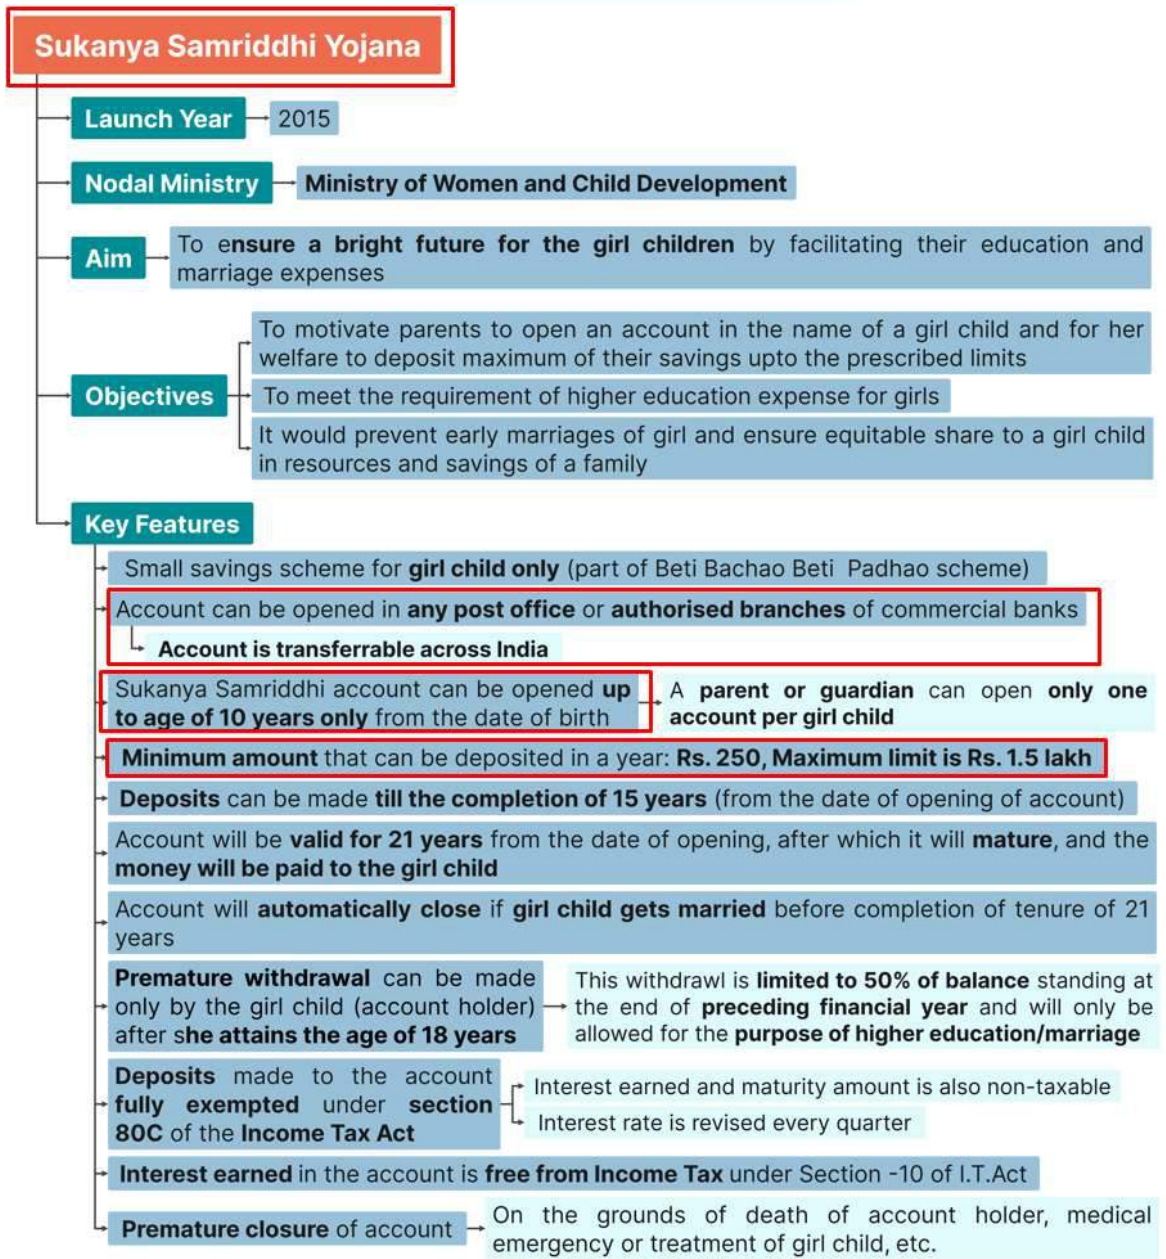 Sukanya Samriddhi Yojana
Launch Year
2015
Nodal Ministry
Ministry of Women and Child Development
Aim
To ensure a bright future for the girl children by facilitating their education and
marriage expenses
Objectives
To motivate parents to open an account in the name of a girl child and for her
welfare to deposit maximum of their savings upto the prescribed limits
To meet the requirement of higher education expense for girls
It would prevent early marriages of girl and ensure equitable share to a girl child
in resources and savings of a family
Key Features
Small savings scheme for girl child only (part of Beti Bachao Beti Padhao scheme)
Account can be opened in any post office or authorised branches of commercial banks
Account is transferrable across India
Sukanya Samriddhi account can be opened up
to age of 10 years only from the date of birth
A parent or guardian can open only one
account per girl child
Minimum amount that can be deposited in a year: Rs. 250, Maximum limit is Rs. 1.5 lakh
Deposits can be made till the completion of 15 years (from the date of opening of account)
Account will be valid for 21 years from the date of opening, after which it will mature, and the
money will be paid to the girl child
Account will automatically close if girl child gets married before completion of tenure of 21
years
Premature withdrawal can be made
only by the girl child (account holder)
after she attains the age of 18 years
This withdrawl is limited to 50% of balance standing at
the end of preceding financial year and will only be
allowed for the purpose of higher education/marriage
Deposits made to the account
fully exempted under section
80C of the Income Tax Act
Interest earned and maturity amount is also non-taxable
Interest rate is revised every quarter
Interest earned in the account is free from Income Tax under Section -10 of I.T.Act
Premature closure of account
On the grounds of death of account holder, medical
emergency or treatment of girl child, etc.